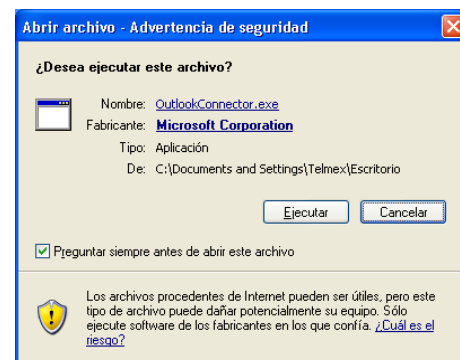 Abrir archivo - Advertencia de seguridad
¿Desea ejecutar este archivo?
Nombre: OutlookConnector.exe
Fabricante: Microsoft Corporation
Tipo: Aplicación
De: C:\Documents and Settings\Telmex\Escritorio
Ejecutar Cancelar
Preguntar siempre antes de abrir este archivo
Los archivos procedentes de Internet pueden ser útiles, pero este
tipo de archivo puede dañar potencialmente su equipo. Sólo
ejecute software de los fabricantes en los que confía. ¿Cuál es el
riesgo?